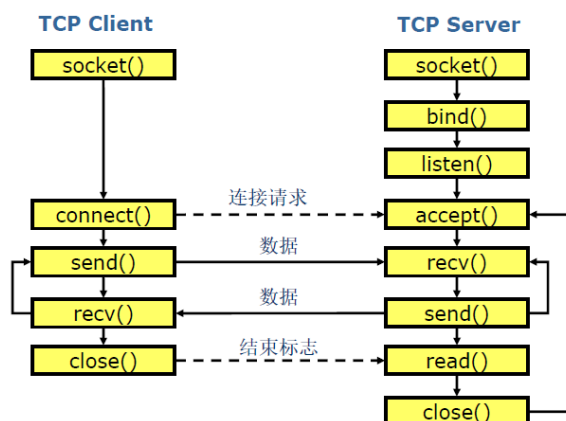 TCP Client
TCP Server
socket()
socket()
bind()
listen()
连接请求
connect()
accept()
数据
send()
recv()
数据
recv()
send()
结束标志
close()
read()
close()